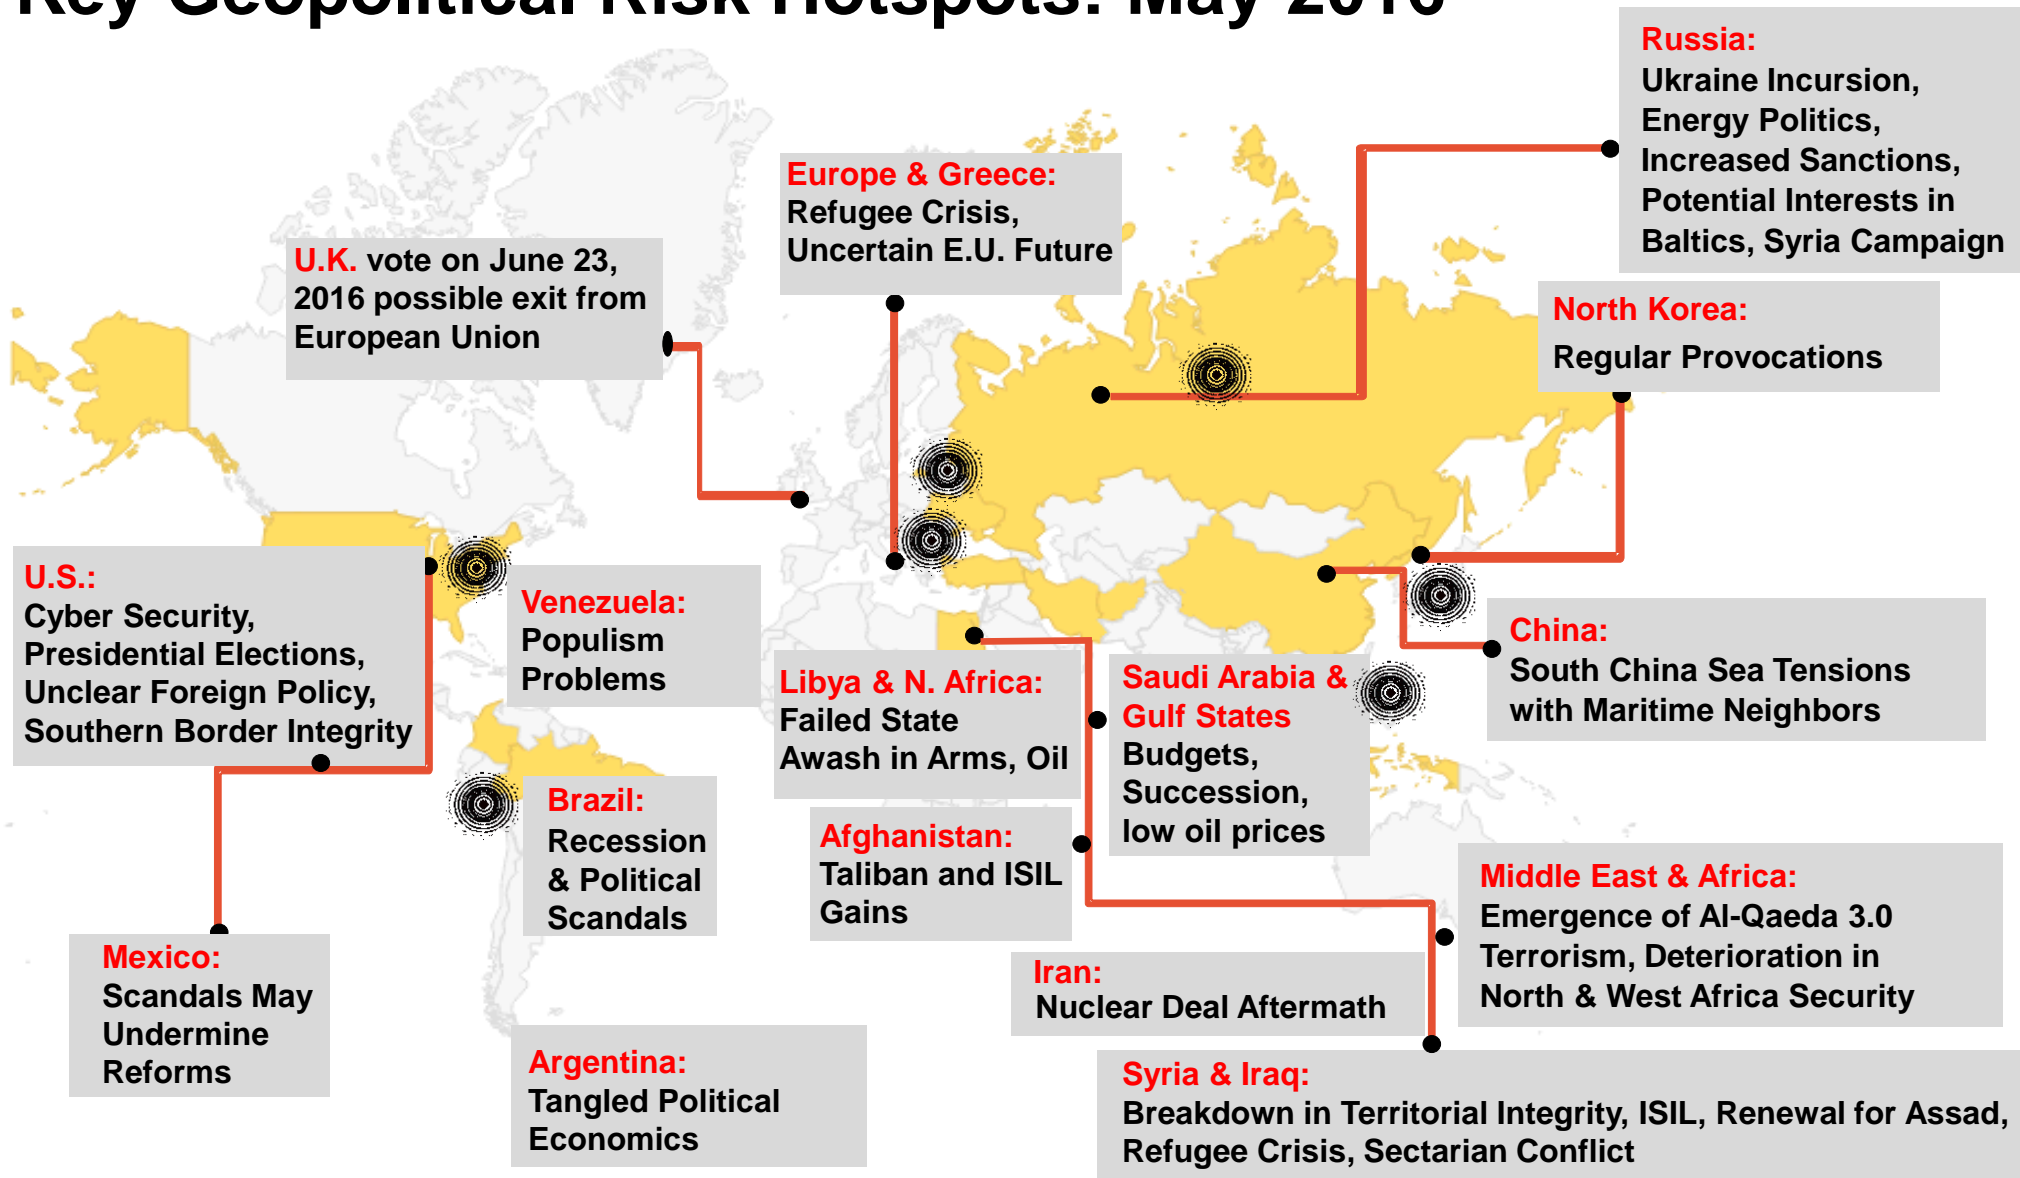 Key Geopolitical Risk Hotspots: May 2016
Russia:
Ukraine Incursion,
Energy Politics,
Increased Sanctions,
Potential Interests in
Baltics, Syria Campaign
Europe & Greece:
Refugee Crisis,
Uncertain E.U. Future
U.K. vote on June 23,
2016 possible exit from
European Union
North Korea:
Regular Provocations
U.S.:
Cyber Security,
Presidential Elections,
Unclear Foreign Policy,
Southern Border Integrity
Venezuela:
Populism
Problems
Libya & N. Africa:
Failed State
Awash in Arms, Oil
Saudi Arabia &
Gulf States
Budgets,
Succession,
low oil prices
China:
South China Sea Tensions
with Maritime Neighbors
Brazil:
Recession
& Political
Scandals
Afghanistan:
Taliban and ISIL
Gains
Middle East & Africa:
Emergence of Al-Qaeda 3.0
Terrorism, Deterioration in
North & West Africa Security
Mexico:
Scandals May
Undermine
Reforms
Iran:
Nuclear Deal Aftermath
Argentina:
Tangled Political
Economics
Syria & Iraq:
Breakdown in Territorial Integrity, ISIL, Renewal for Assad,
Refugee Crisis, Sectarian Conflict